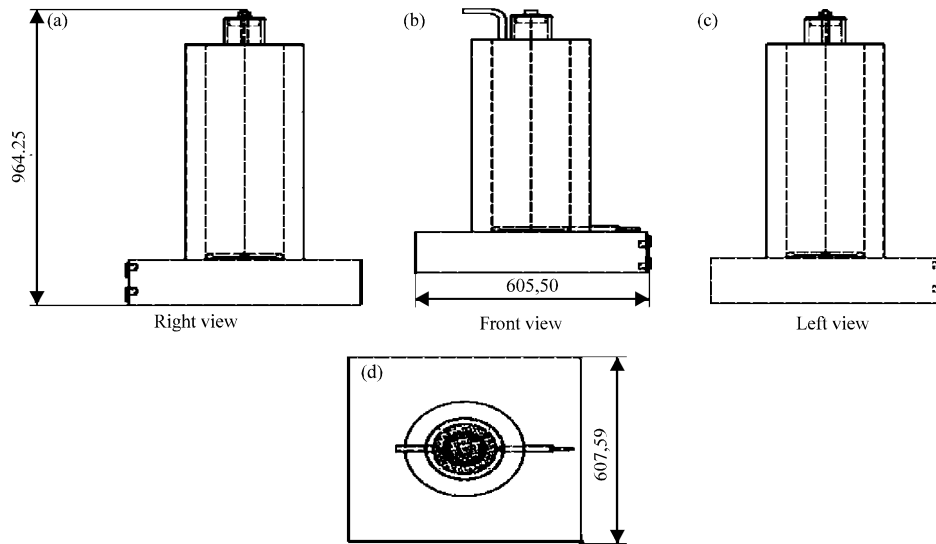 (a)
(b)
(c)
964.25
605,50
Right view
Front view
Left view
(d)
607,59